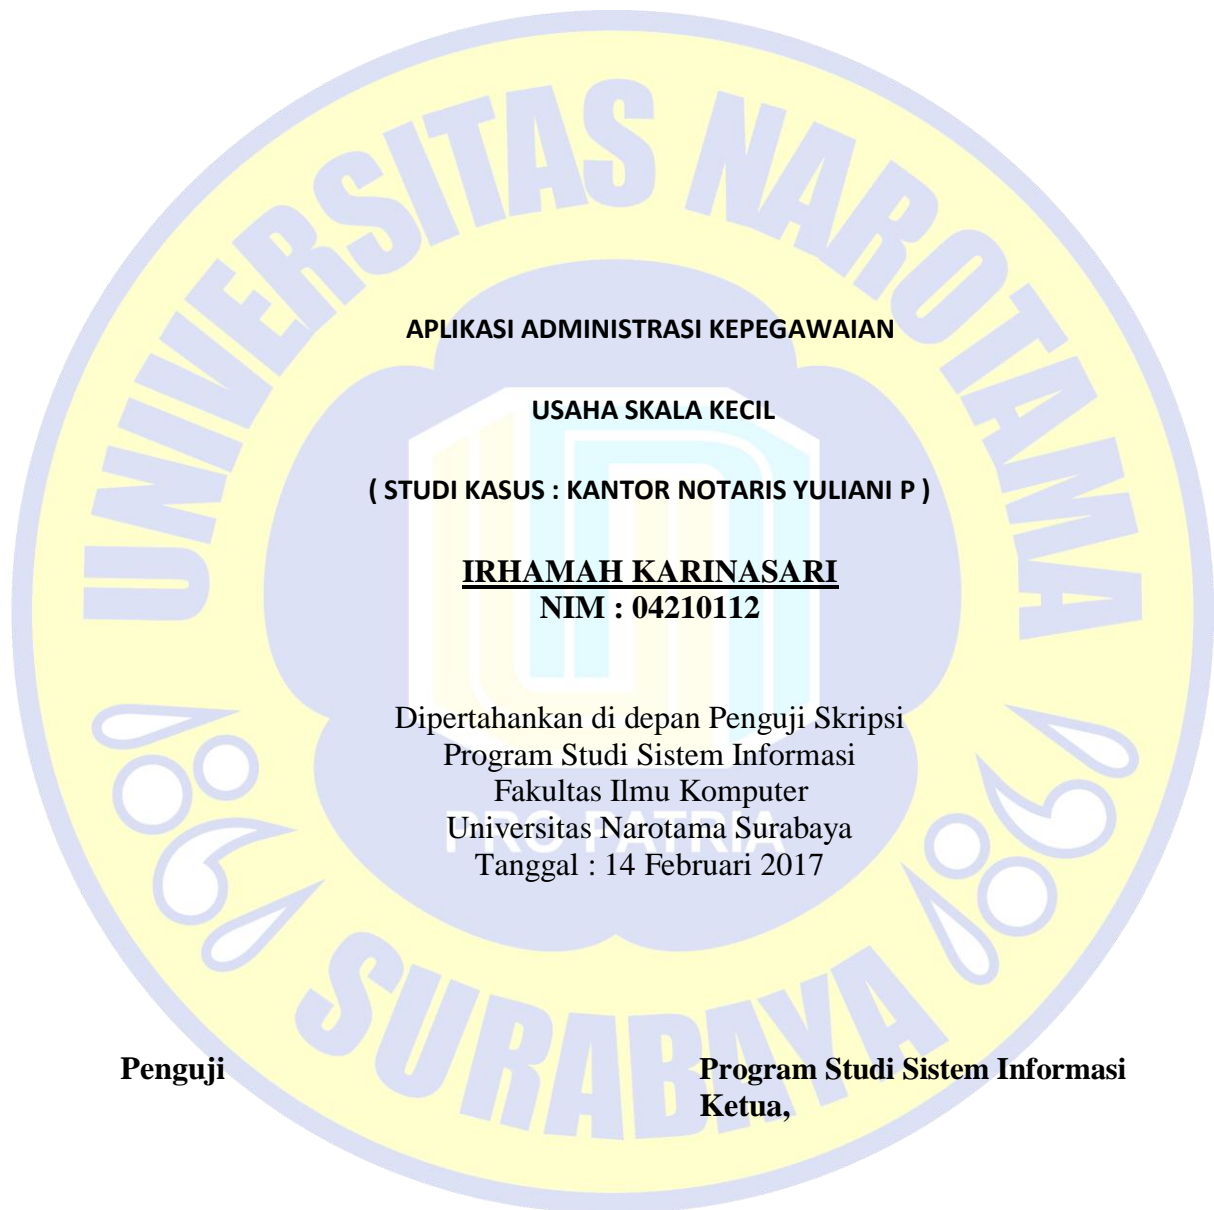 UNIVERSITAS NAROTAMA
APLIKASI ADMINISTRASI KEPEGAWAIAN
USAHA SKALA KECIL
( STUDI KASUS : KANTOR NOTARIS YULIANI P )
IRHAMAH KARINASARI
NIM : 04210112
Dipertahankan di depan Penguji Skripsi
Program Studi Sistem Informasi
Fakultas Ilmu Komputer
Universitas Narotama Surabaya
PRO PATRIA
Tanggal : 14 Februari 2017
SURABAYA
Penguji
Program Studi Sistem Informasi
Ketua,